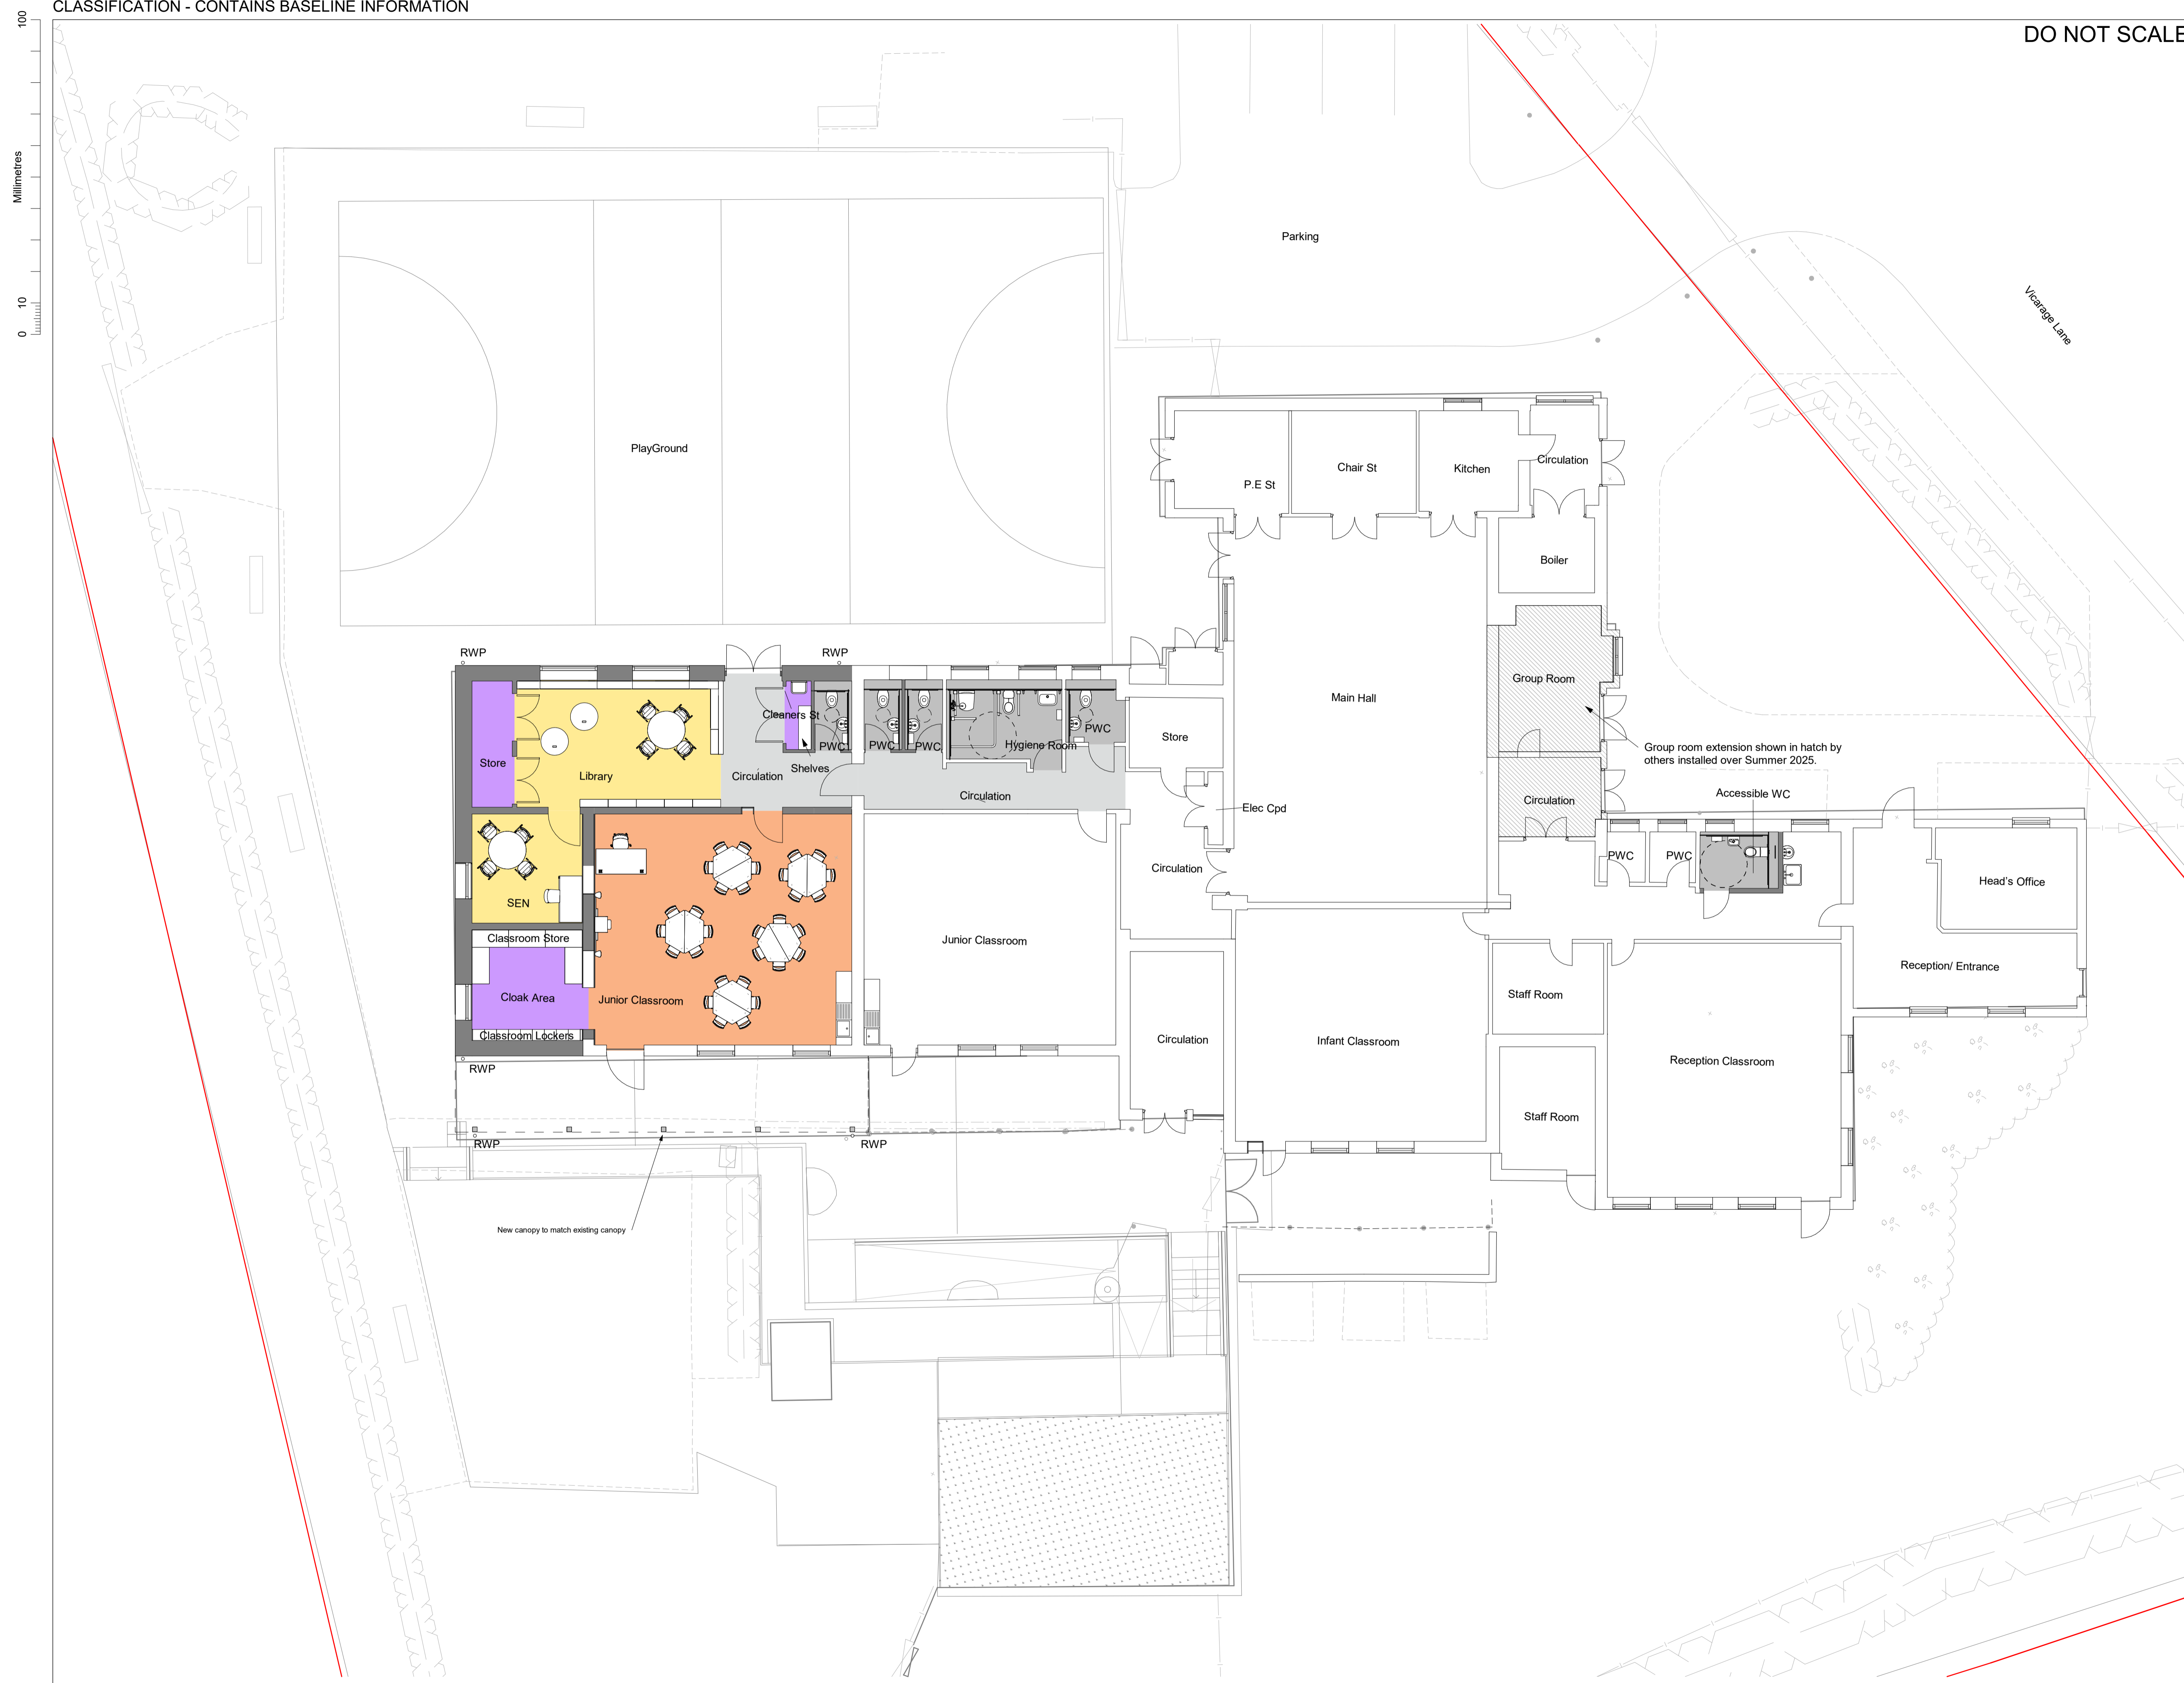 CLASSIFICATION - CONTAINS BASELINE INFORMATION
DO NOT SCALE
100
Millimetres
10
0
Parking
Vicarage Lane
PlayGround
P.E St
Chair St
Kitchen
Circulation
Boiler
RWP
RWP
Group Room
Main Hall
Cleaners St
PWC
PWC
PWC
Hygiene Room
PWC
Store
Store
Library
Circulation
Shelves
Circulation
Elec Cpd
Group room extension shown in hatch by
others installed over Summer 2025.
Circulation
Accessible WC
PWC
PWC
Circulation
Head's Office
SEN
Classroom Store
Junior Classroom
Reception/ Entrance
Cloak Area
Junior Classroom
Staff Room
Classroom Lockers
Circulation
Infant Classroom
Reception Classroom
RWP
Staff Room
RWP
RWP
New canopy to match existing canopy